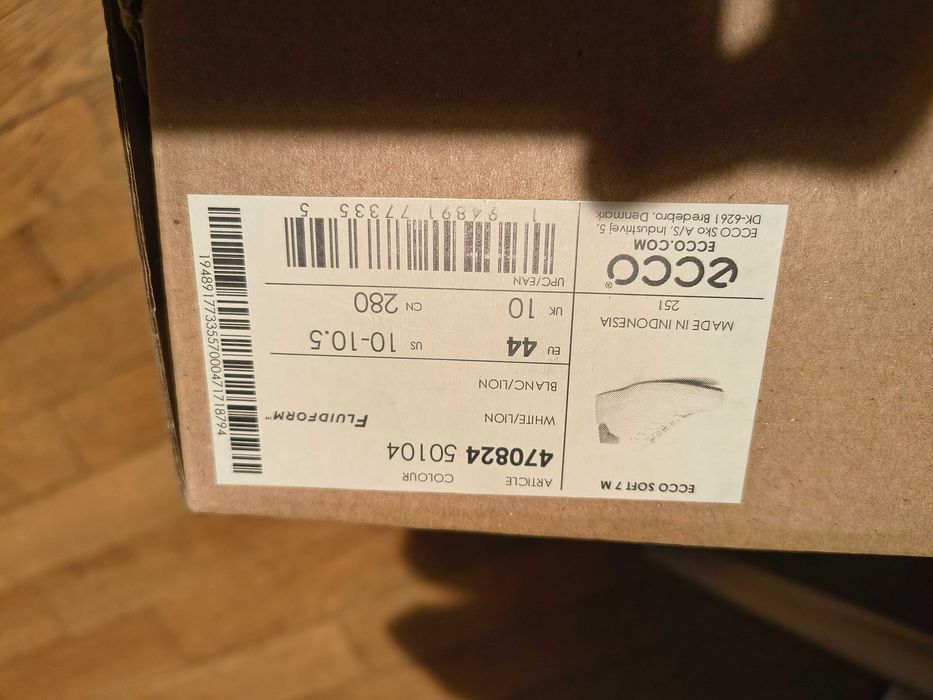 ECCO SOFT 7 M
MADE IN INDONESIA
251
ecco®
ECCO.COM
ECCO Sko A/S, Industrivej 5,
DK-6261 Bredebro, Denmark
ARTICLE COLOUR
470824 50104
WHITE/LION FLUIDFORM™
BLANC/LION
EU 44 US 10-10.5
UK 10 CN 280
UPC/EAN
1 94891 77335 5
1948917733557000471718794